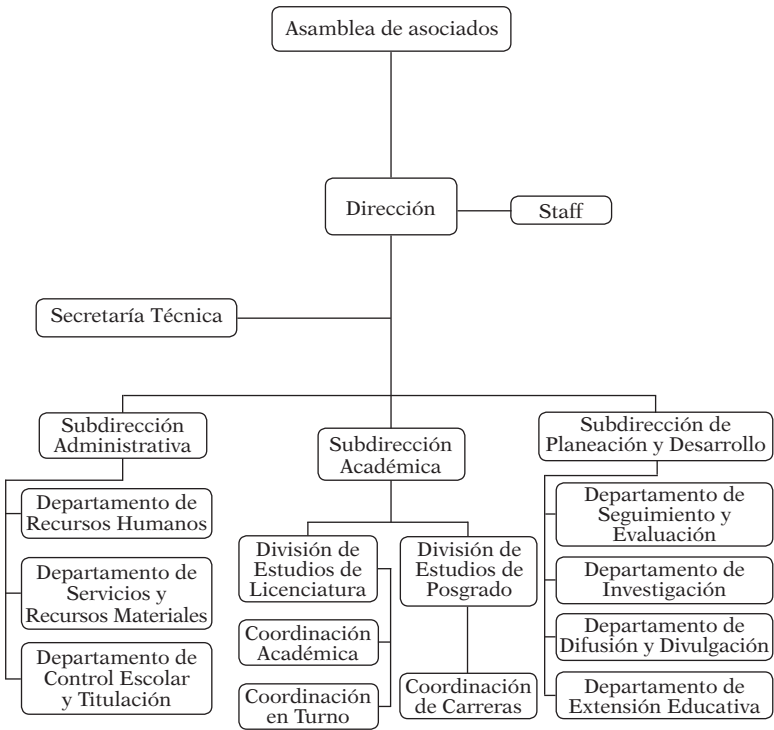 Asamblea de asociados
Dirección
Staff
Secretaría Técnica
Subdirección
Administrativa
Departamento de
Recursos Humanos
Departamento de
Servicios y
Recursos Materiales
Departamento de
Control Escolar
y Titulación
Subdirección
Académica
División de
Estudios de
Licenciatura
Coordinación
Académica
Coordinación
en Turno
División de
Estudios de
Posgrado
Coordinación
de Carreras
Subdirección de
Planeación y Desarrollo
Departamento de
Seguimiento y
Evaluación
Departamento de
Investigación
Departamento de
Difusión y Divulgación
Departamento de
Extensión Educativa